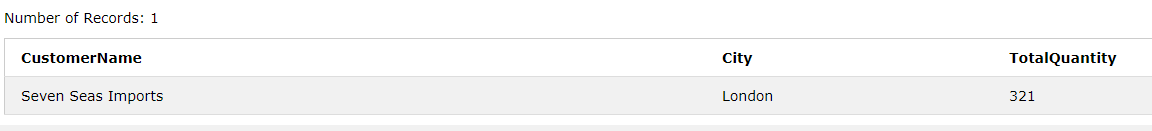 Number of Records: 1
CustomerName City TotalQuantity
Seven Seas Imports London 321